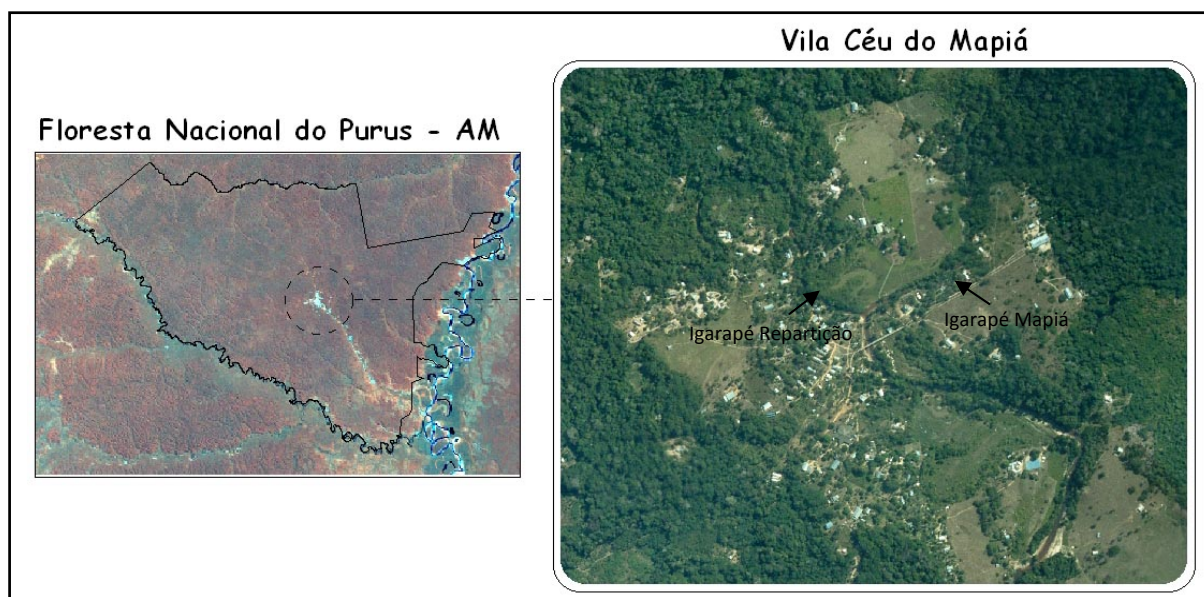 Vila Céu do Mapiá
Floresta Nacional do Purus - AM
Igarapé Repartição
Igarapé Mapiá